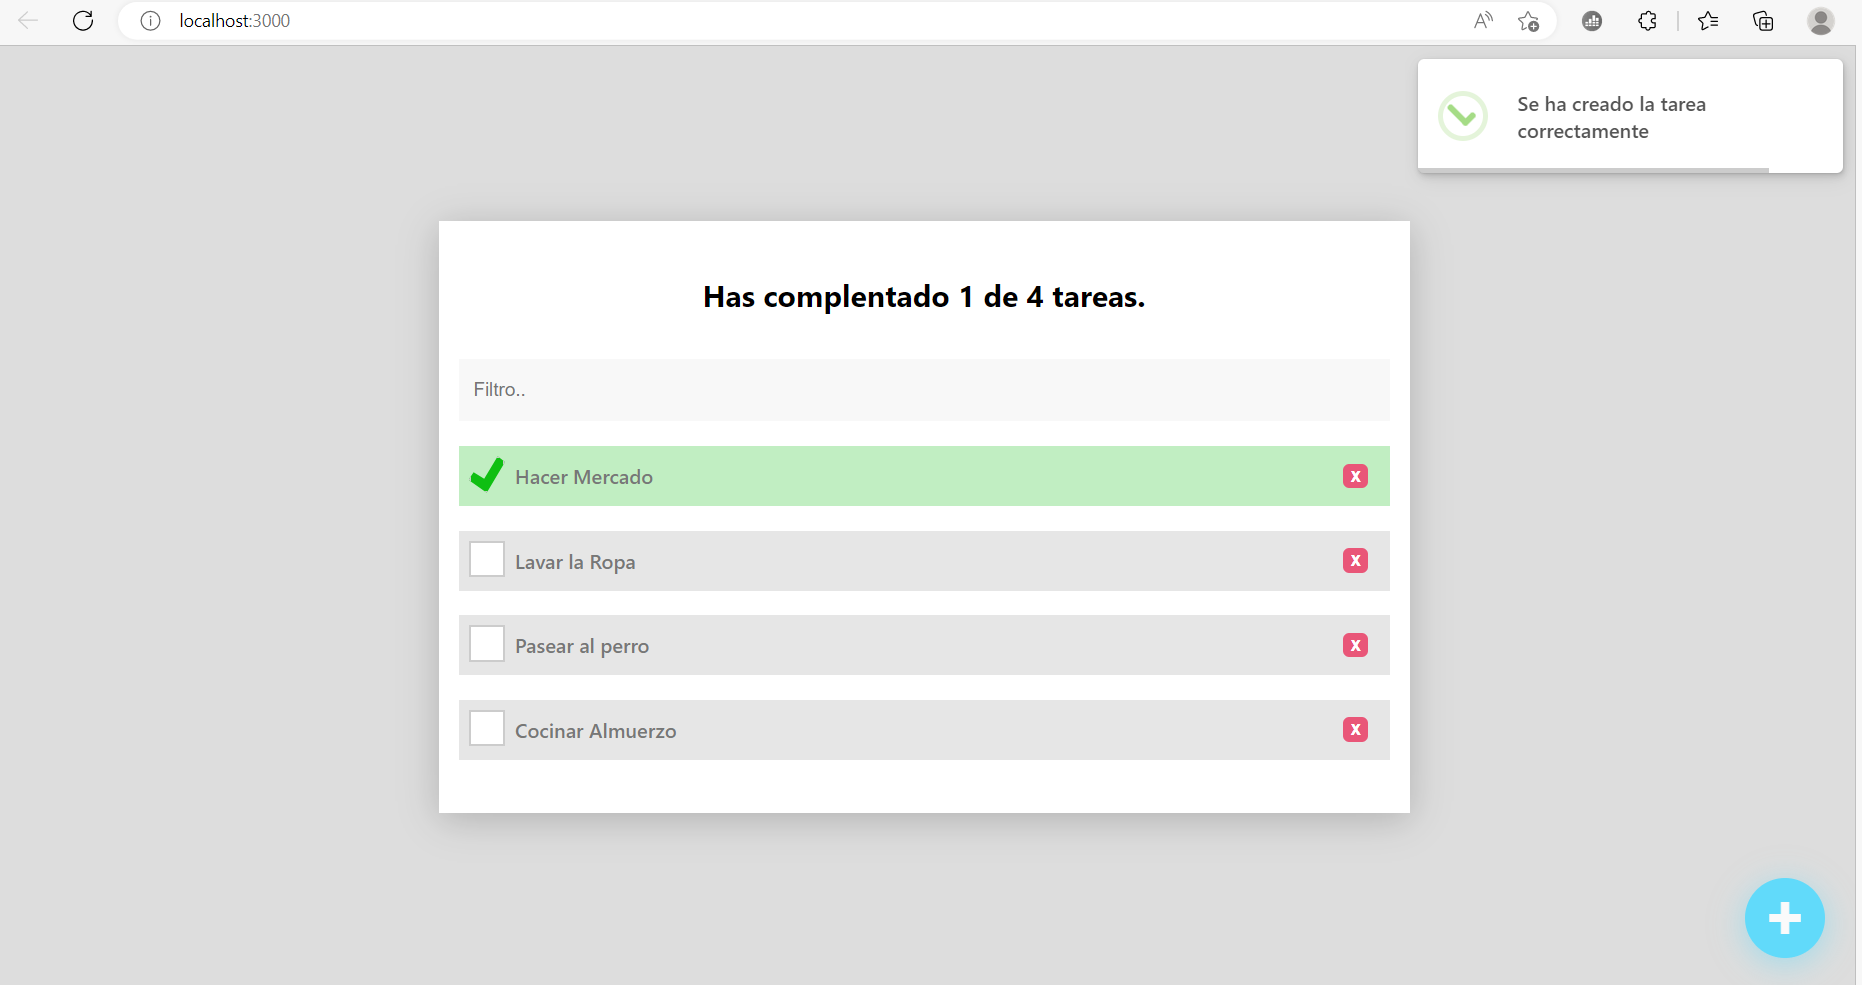 localhost:3000
Se ha creado la tarea
correctamente
Has complentado 1 de 4 tareas.
Filtro..
Hacer Mercado
x
Lavar la Ropa
x
Pasear al perro
x
Cocinar Almuerzo
x